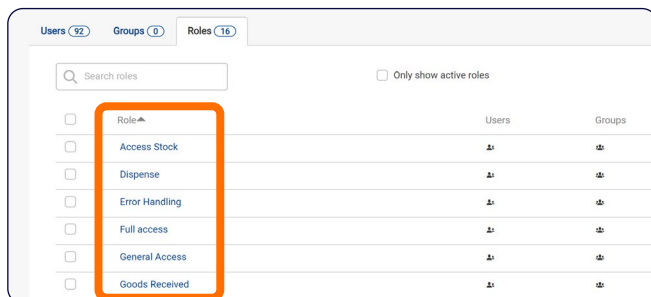 Users 92 Groups 0 Roles 16
Search roles Only show active roles
Role Users Groups
Access Stock
Dispense
Error Handling
Full access
General Access
Goods Received